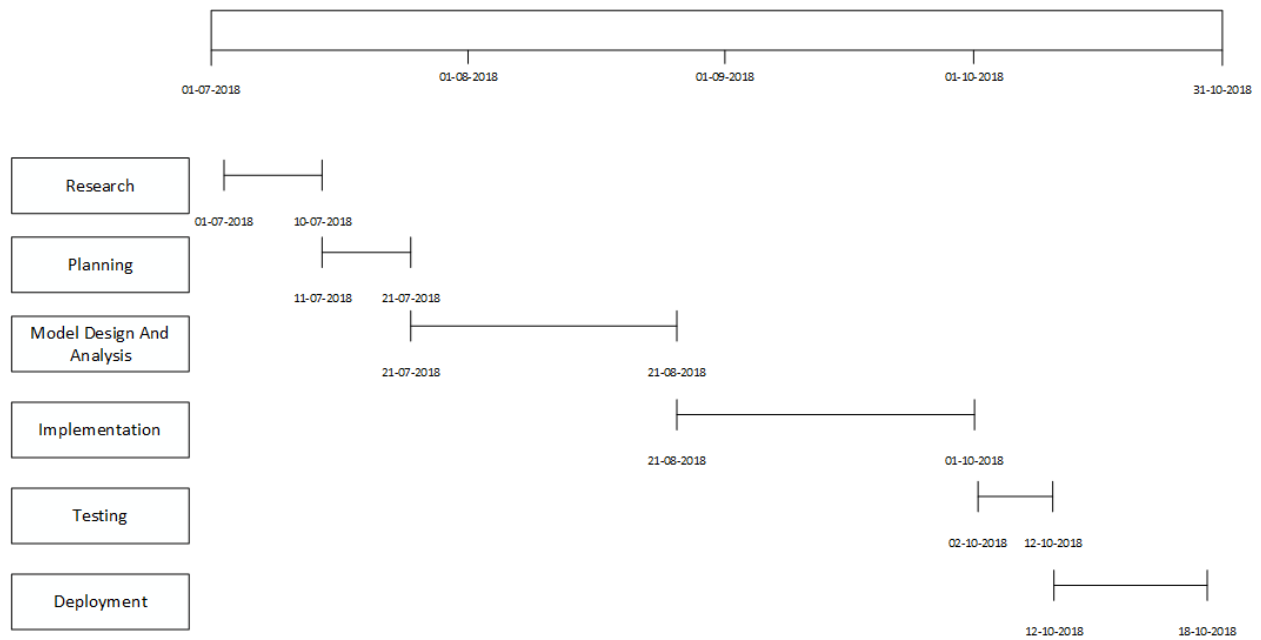 01-07-2018
01-08-2018
01-09-2018
01-10-2018
31-10-2018
Research
01-07-2018
10-07-2018
Planning
11-07-2018
21-07-2018
Model Design And
Analysis
21-07-2018
21-08-2018
Implementation
21-08-2018
01-10-2018
Testing
02-10-2018
12-10-2018
Deployment
12-10-2018
18-10-2018